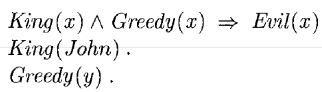 King(x) ∧ Greedy(x) ⇒ Evil(x)
King(John) .
Greedy(y) .